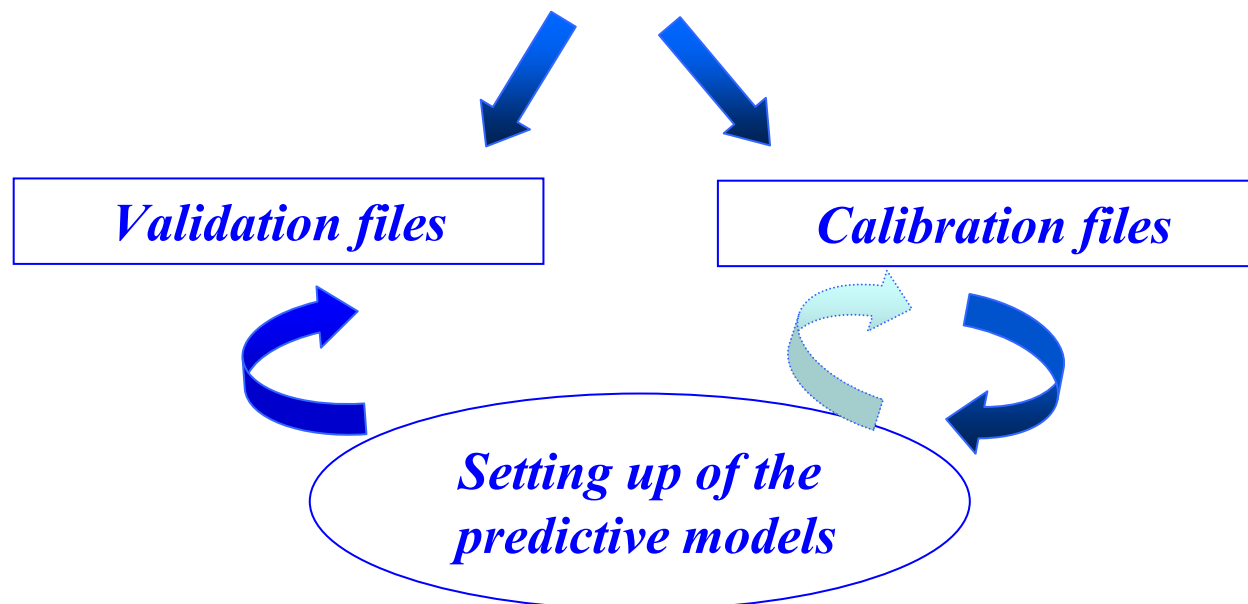 Validation files
Calibration files
Setting up of the
predictive models